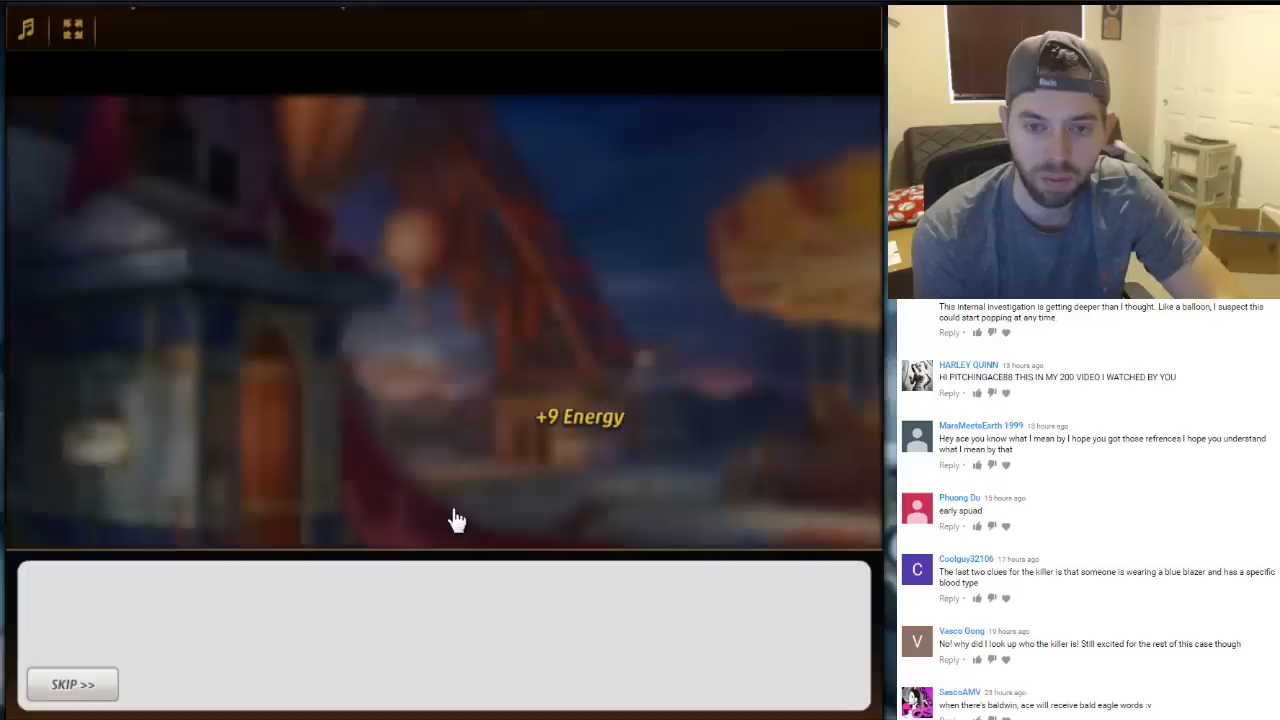 +9 Energy
SKIP >>
This internal investigation is getting deeper than I thought. Like a balloon, I suspect this
could start popping at any time.
Reply •
HARLEY QUINN 13 hours ago
HI PITCHINGACE88 THIS IN MY 200 VIDEO I WATCHED BY YOU
Reply •
MarsMeetsEarth 1999 13 hours ago
Hey ace you know what I mean by I hope you got those refrences I hope you understand
what I mean by that
Reply •
Phuong Du 15 hours ago
early spuad
Reply •
C
Coolguy32106 17 hours ago
The last two clues for the killer is that someone is wearing a blue blazer and has a specific
blood type
Reply •
V
Vasco Gong 19 hours ago
No! why did I look up who the killer is! Still excited for the rest of this case though
Reply •
SascoAMV 23 hours ago
when there's baldwin, ace will receive bald eagle words :v